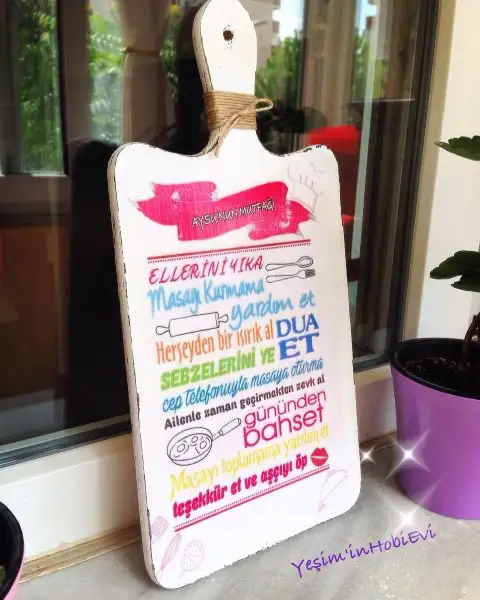 AYSU'NUN MUTFAĞI
ELLERİNİ YIKA
Masayı Kurmama
yardım et
Herşeyden bir ısırık al
DUA
ET
SEBZELERİNİ YE
cep telefonuyla masaya oturma
Ailenle zaman geçirmekten zevk al
gününden
bahset
Masayı toplamama yardım et
teşekkür et ve aşçıyı öp
Yeşim'inHobiEvi